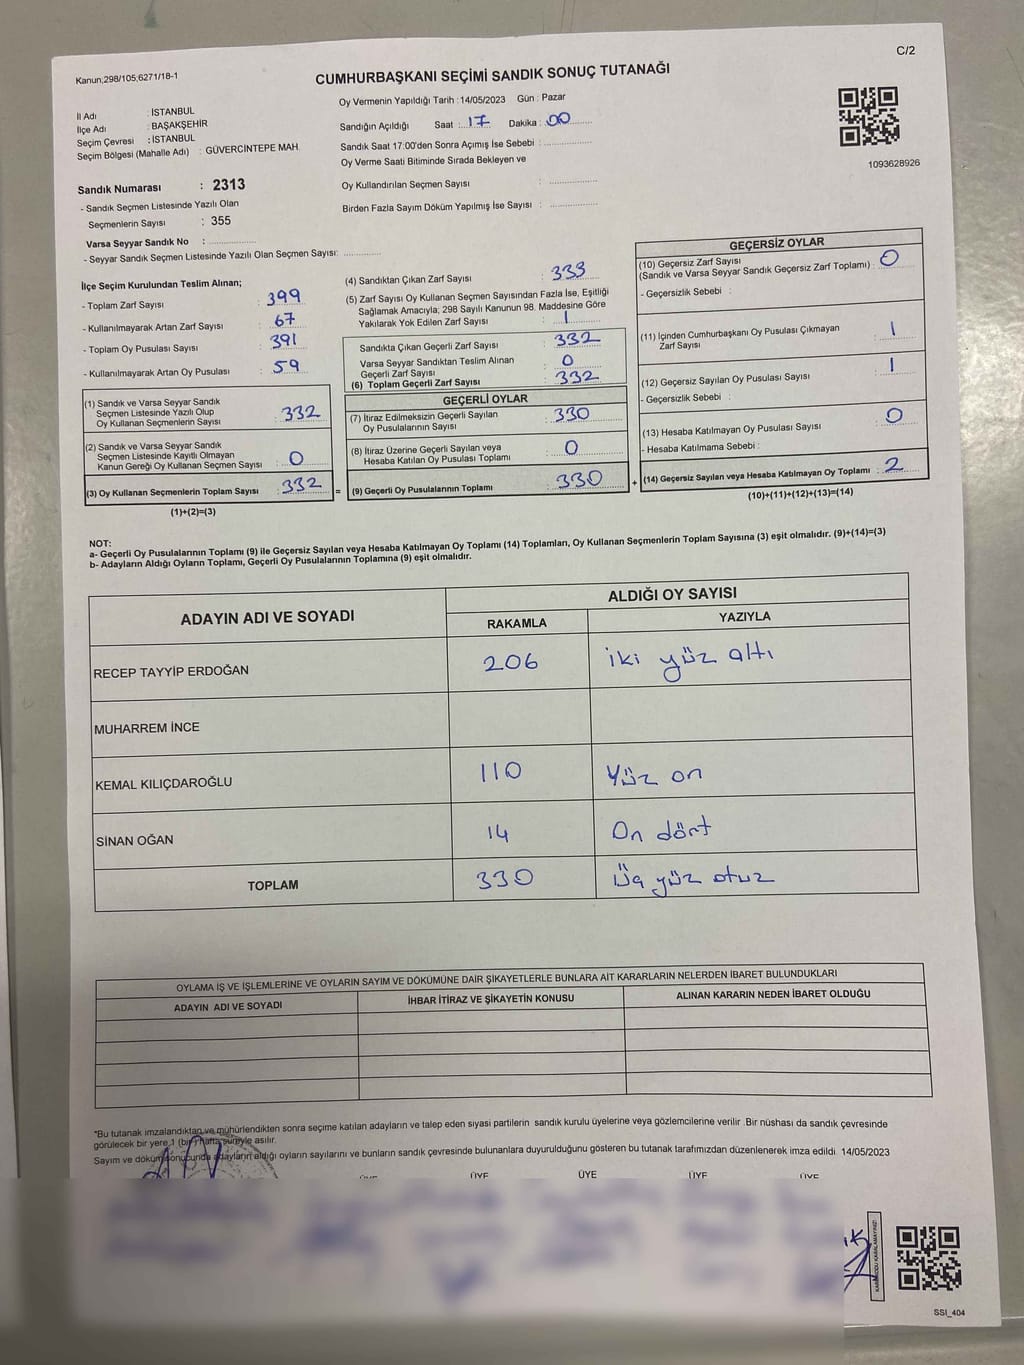 C/2
Kanun;298/105;6271/18-1
CUMHURBAŞKANI SEÇİMİ SANDIK SONUÇ TUTANAĞI
İl Adı : İSTANBUL
İlçe Adı : BAŞAKŞEHİR
Seçim Çevresi : İSTANBUL
Seçim Bölgesi (Mahalle Adı) : GÜVERCİNTEPE MAH.
Oy Vermenin Yapıldığı Tarih :14/05/2023 Gün : Pazar
Sandığın Açıldığı Saat : 17 Dakika : 00
Sandık Saat 17:00'den Sonra Açımış İse Sebebi :
Oy Verme Saati Bitiminde Sırada Bekleyen ve
Oy Kullandırılan Seçmen Sayısı :
Birden Fazla Sayım Döküm Yapılmış İse Sayısı :
1093628926
Sandık Numarası : 2313
- Sandık Seçmen Listesinde Yazılı Olan
Seçmenlerin Sayısı : 355
Varsa Seyyar Sandık No :
- Seyyar Sandık Seçmen Listesinde Yazılı Olan Seçmen Sayısı:
İlçe Seçim Kurulundan Teslim Alınan;
- Toplam Zarf Sayısı : 399
- Kullanılmayarak Artan Zarf Sayısı : 67
- Toplam Oy Pusulası Sayısı : 391
- Kullanılmayarak Artan Oy Pusulası : 59
(1) Sandık ve Varsa Seyyar Sandık
Seçmen Listesinde Yazılı Olup
Oy Kullanan Seçmenlerin Sayısı : 332
(2) Sandık ve Varsa Seyyar Sandık
Seçmen Listesinde Kayıtlı Olmayan
Kanun Gereği Oy Kullanan Seçmen Sayısı : 0
(3) Oy Kullanan Seçmenlerin Toplam Sayısı : 332
(1)+(2)=(3)
(4) Sandıktan Çıkan Zarf Sayısı : 333
(5) Zarf Sayısı Oy Kullanan Seçmen Sayısından Fazla İse, Eşitliği
Sağlamak Amacıyla; 298 Sayılı Kanunun 98. Maddesine Göre
Yakılarak Yok Edilen Zarf Sayısı : 1
Sandıkta Çıkan Geçerli Zarf Sayısı : 332
Varsa Seyyar Sandıktan Teslim Alınan
Geçerli Zarf Sayısı : 0
(6) Toplam Geçerli Zarf Sayısı : 332
GEÇERLİ OYLAR
(7) İtiraz Edilmeksizin Geçerli Sayılan
Oy Pusulalarının Sayısı : 330
(8) İtiraz Üzerine Geçerli Sayılan veya
Hesaba Katılan Oy Pusulası Toplamı : 0
= (9) Geçerli Oy Pusulalarının Toplamı : 330
GEÇERSİZ OYLAR
(10) Geçersiz Zarf Sayısı
(Sandık ve Varsa Seyyar Sandık Geçersiz Zarf Toplamı) : 0
- Geçersizlik Sebebi :
(11) İçinden Cumhurbaşkanı Oy Pusulası Çıkmayan
Zarf Sayısı : 1
(12) Geçersiz Sayılan Oy Pusulası Sayısı : 1
- Geçersizlik Sebebi :
(13) Hesaba Katılmayan Oy Pusulası Sayısı : 0
- Hesaba Katılmama Sebebi :
+ (14) Geçersiz Sayılan veya Hesaba Katılmayan Oy Toplamı : 2
(10)+(11)+(12)+(13)=(14)
NOT:
a- Geçerli Oy Pusulalarının Toplamı (9) ile Geçersiz Sayılan veya Hesaba Katılmayan Oy Toplamı (14) Toplamları, Oy Kullanan Seçmenlerin Toplam Sayısına (3) eşit olmalıdır. (9)+(14)=(3)
b- Adayların Aldığı Oyların Toplamı, Geçerli Oy Pusulalarının Toplamına (9) eşit olmalıdır.
ADAYIN ADI VE SOYADI ALDIĞI OY SAYISI
RAKAMLA YAZIYLA
RECEP TAYYİP ERDOĞAN 206 iki yüz altı
MUHARREM İNCE
KEMAL KILIÇDAROĞLU 110 Yüz on
SİNAN OĞAN 14 On dört
TOPLAM 330 Üç yüz otuz
OYLAMA İŞ VE İŞLEMLERİNE VE OYLARIN SAYIM VE DÖKÜMÜNE DAİR ŞİKAYETLERLE BUNLARA AİT KARARLARIN NELERDEN İBARET BULUNDUKLARI
ADAYIN ADI VE SOYADI İHBAR İTİRAZ VE ŞİKAYETİN KONUSU ALINAN KARARIN NEDEN İBARET OLDUĞU
*Bu tutanak imzalandıktan ve mühürlendikten sonra seçime katılan adayların ve talep eden siyasi partilerin sandık kurulu üyelerine veya gözlemcilerine verilir .Bir nüshası da sandık çevresinde
görülecek bir yere 1 (bir) hafta süreyle asılır.
Sayım ve döküm sonucunda adayların aldığı oyların sayılarını ve bunların sandık çevresinde bulunanlara duyurulduğunu gösteren bu tutanak tarafımızdan düzenlenerek imza edildi. 14/05/2023
ÜYE ÜYE ÜYE ÜYE ÜYE
KAREKODU KARALAMAYINIZ!
SSI_404